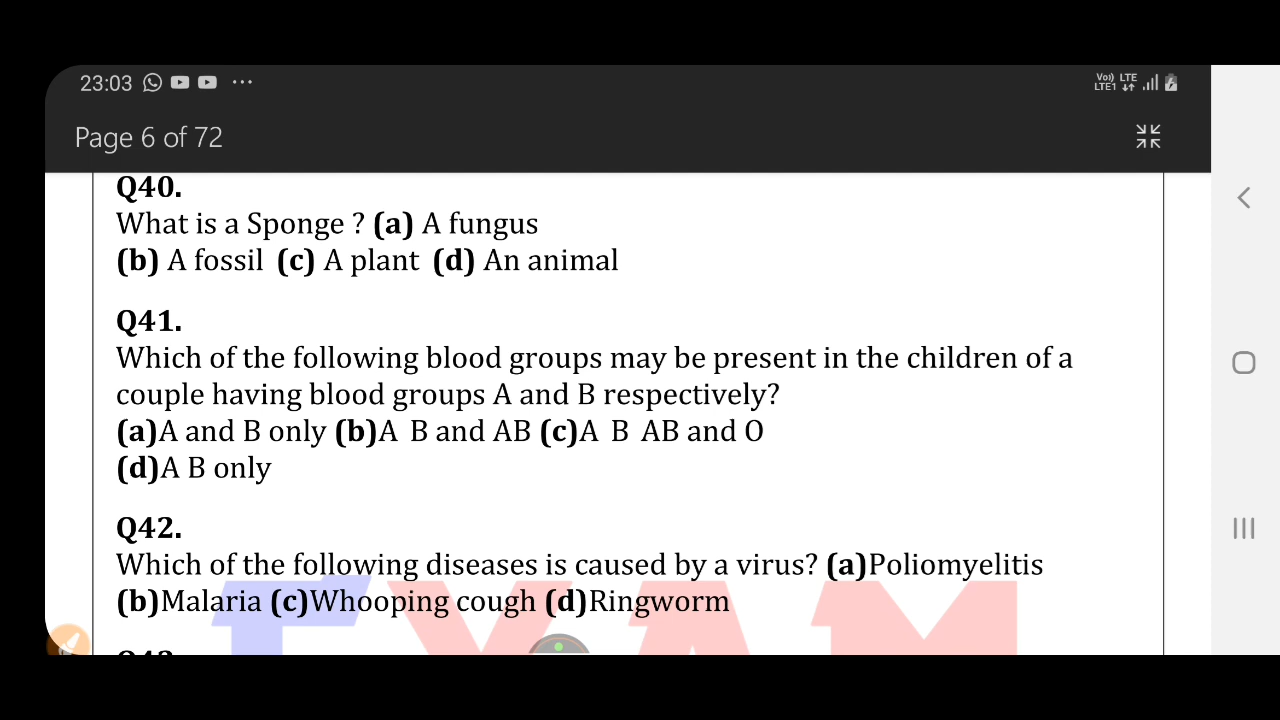 23:03
Vo)) LTE
LTE1
Page 6 of 72
Q40.
What is a Sponge ? (a) A fungus
(b) A fossil (c) A plant (d) An animal
Q41.
Which of the following blood groups may be present in the children of a
couple having blood groups A and B respectively?
(a)A and B only (b)A B and AB (c)A B AB and O
(d)A B only
Q42.
Which of the following diseases is caused by a virus? (a)Poliomyelitis
(b)Malaria (c)Whooping cough (d)Ringworm